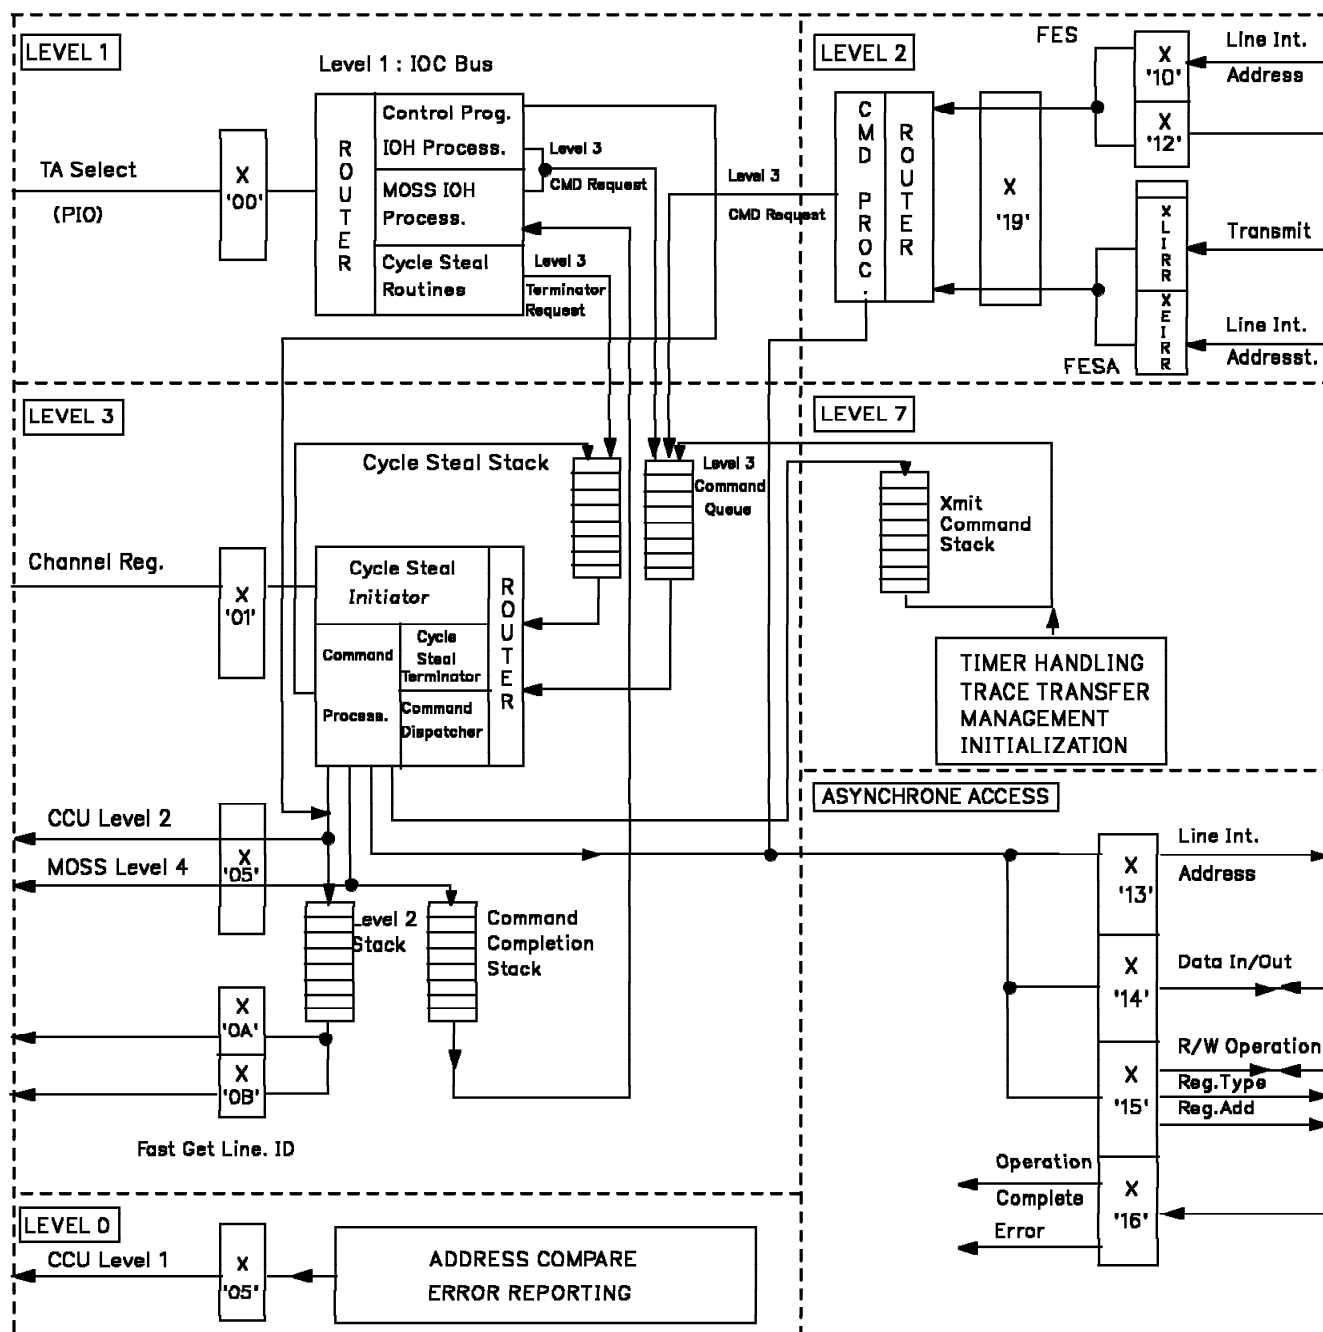 LEVEL 1
Level 1 : IOC Bus
TA Select
(PIO)
X
'00'
ROUTER
Control Prog.
IOH Process.
MOSS IOH
Process.
Cycle Steal
Routines
Level 3
CMD Request
Level 3
Terminator
Request
LEVEL 2
Level 3
CMD Request
CMD PROC.
ROUTER
X
'19'
FES
X
'10'
X
'12'
Line Int.
Address
XLIRR
XEIRR
Transmit
Line Int.
Addresst.
FESA
LEVEL 3
Cycle Steal Stack
Level 3
Command
Queue
Channel Reg.
X
'01'
Cycle Steal
Initiator
Command
Process.
Cycle
Steal
Terminator
Command
Dispatcher
ROUTER
CCU Level 2
MOSS Level 4
X
'05'
Level 2
Stack
Command
Completion
Stack
X
'0A'
X
'0B'
Fast Get Line. ID
LEVEL 7
Xmit
Command
Stack
TIMER HANDLING
TRACE TRANSFER
MANAGEMENT
INITIALIZATION
ASYNCHRONE ACCESS
X
'13'
Line Int.
Address
X
'14'
Data In/Out
X
'15'
R/W Operation
Reg.Type
Reg.Add
X
'16'
Operation
Complete
Error
LEVEL 0
CCU Level 1
X
'05'
ADDRESS COMPARE
ERROR REPORTING